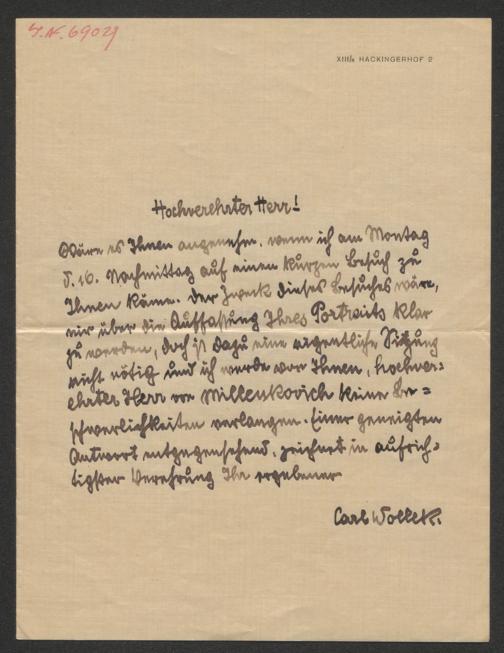 I.N. 69029
XIII/8 HACKINGERHOF 2
Hochverehrter Herr!
Wäre es Ihnen angenehm, wenn ich am Montag
d. 16. Nachmittag auf einen kurzen Besuch zu
Ihnen käme. Der Zweck dieses Besuches wäre,
mir über die Auffassung Ihres Portraits klar
zu werden, doch ist dazu eine eigentliche Sitzung
nicht nötig und ich werde von Ihnen, hochver=
ehrter Herr von Millenkovich keine Be=
schwerlichkeiten verlangen. Einer geneigten
Antwort entgegensehend, zeichnet in aufrich=
tigster Verehrung Ihr ergebener
Carl Wollek.